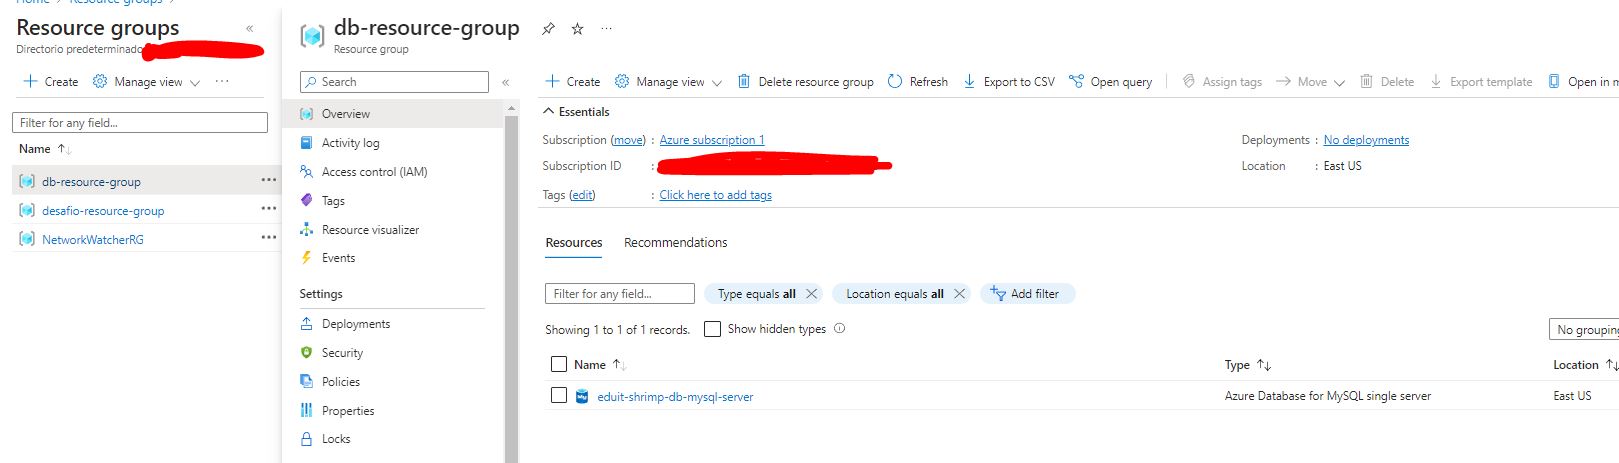 Home > Resource groups >
Resource groups
Directorio predeterminado
Create Manage view
Filter for any field...
Name
db-resource-group
desafio-resource-group
NetworkWatcherRG
db-resource-group
Resource group
Search
Overview
Activity log
Access control (IAM)
Tags
Resource visualizer
Events
Settings
Deployments
Security
Policies
Properties
Locks
Create Manage view Delete resource group Refresh Export to CSV Open query Assign tags Move Delete Export template Open in m
Essentials
Subscription (move) : Azure subscription 1
Subscription ID :
Tags (edit) : Click here to add tags
Deployments : No deployments
Location : East US
Resources Recommendations
Filter for any field... Type equals all Location equals all Add filter
Showing 1 to 1 of 1 records. Show hidden types No grouping
Name Type Location
eduit-shrimp-db-mysql-server Azure Database for MySQL single server East US